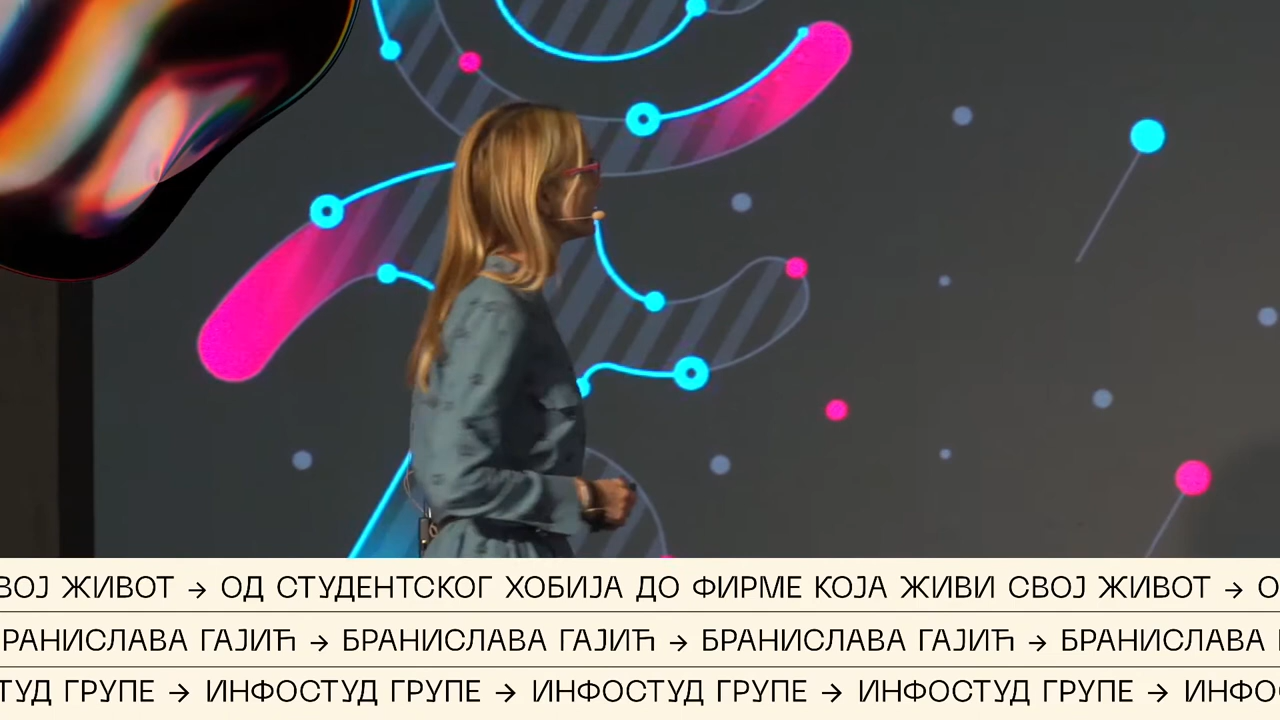 ВОЈ ЖИВОТ → ОД СТУДЕНТСКОГ ХОБИЈА ДО ФИРМЕ КОЈА ЖИВИ СВОЈ ЖИВОТ → О
РАНИСЛАВА ГАЈИЋ → БРАНИСЛАВА ГАЈИЋ → БРАНИСЛАВА ГАЈИЋ → БРАНИСЛАВА
ТУД ГРУПЕ → ИНФОСТУД ГРУПЕ → ИНФОСТУД ГРУПЕ → ИНФОСТУД ГРУПЕ → ИНФО